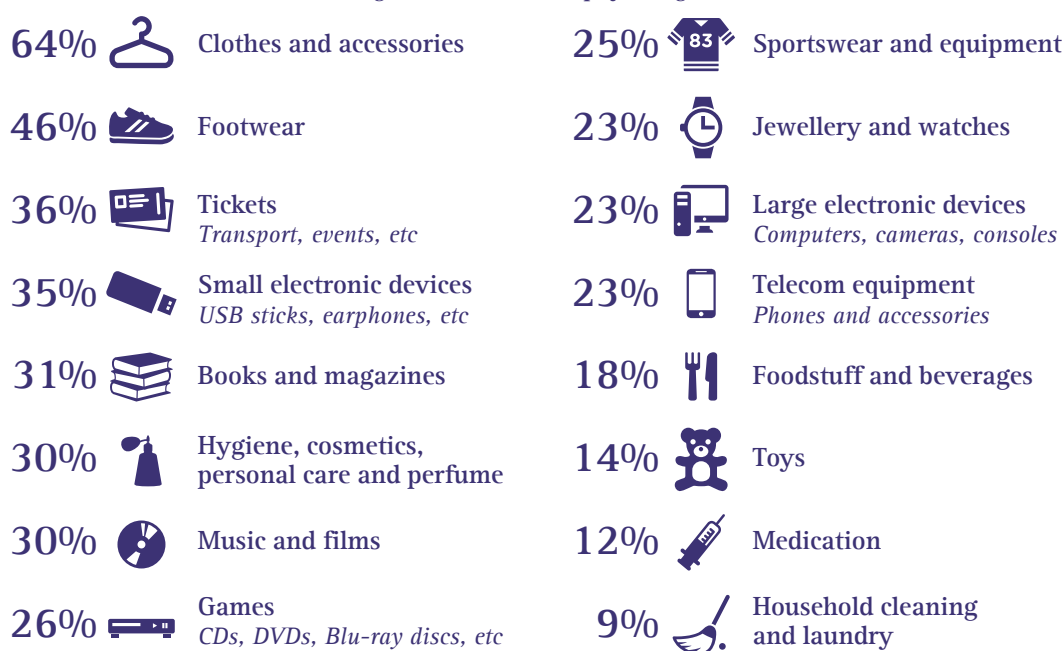 64% Clothes and accessories
46% Footwear
36% Tickets
Transport, events, etc
35% Small electronic devices
USB sticks, earphones, etc
31% Books and magazines
30% Hygiene, cosmetics,
personal care and perfume
30% Music and films
26% Games
CDs, DVDs, Blu-ray discs, etc
25% 83 Sportswear and equipment
23% Jewellery and watches
23% Large electronic devices
Computers, cameras, consoles
23% Telecom equipment
Phones and accessories
18% Foodstuff and beverages
14% Toys
12% Medication
9% Household cleaning
and laundry